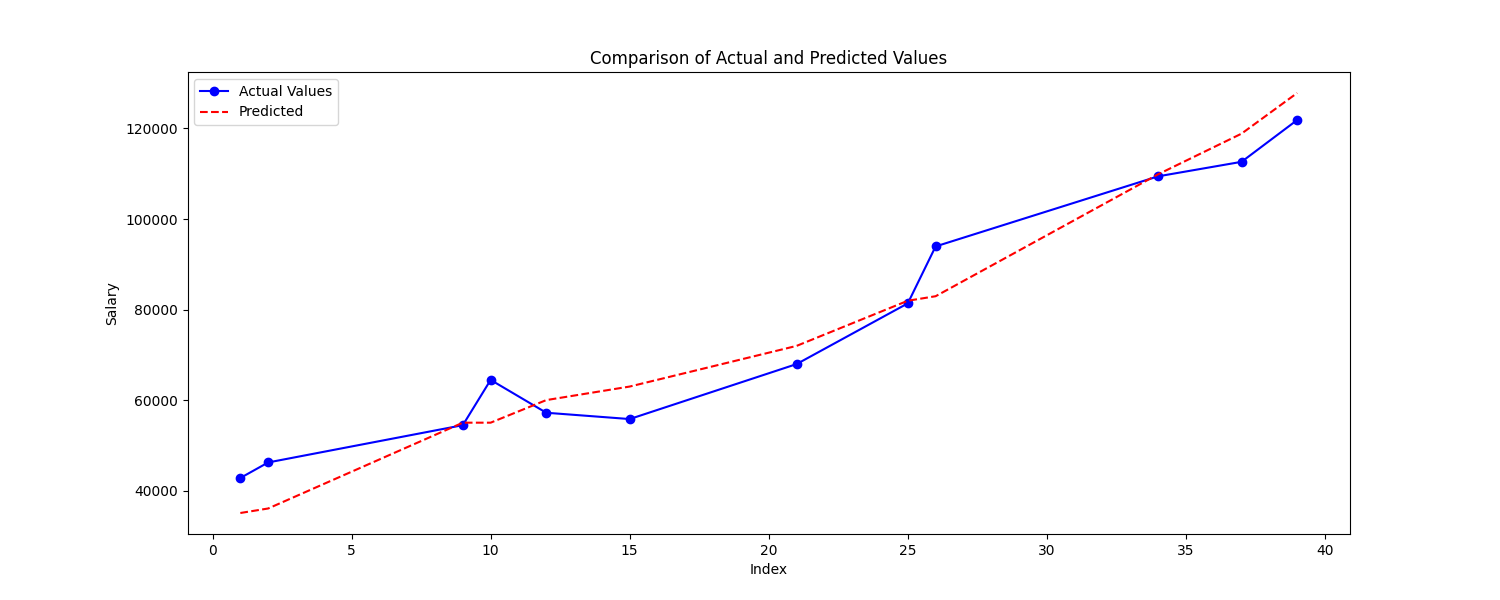 Comparison of Actual and Predicted Values
Actual Values
Predicted
120000
100000
80000
60000
40000
Salary
0 5 10 15 20 25 30 35 40
Index